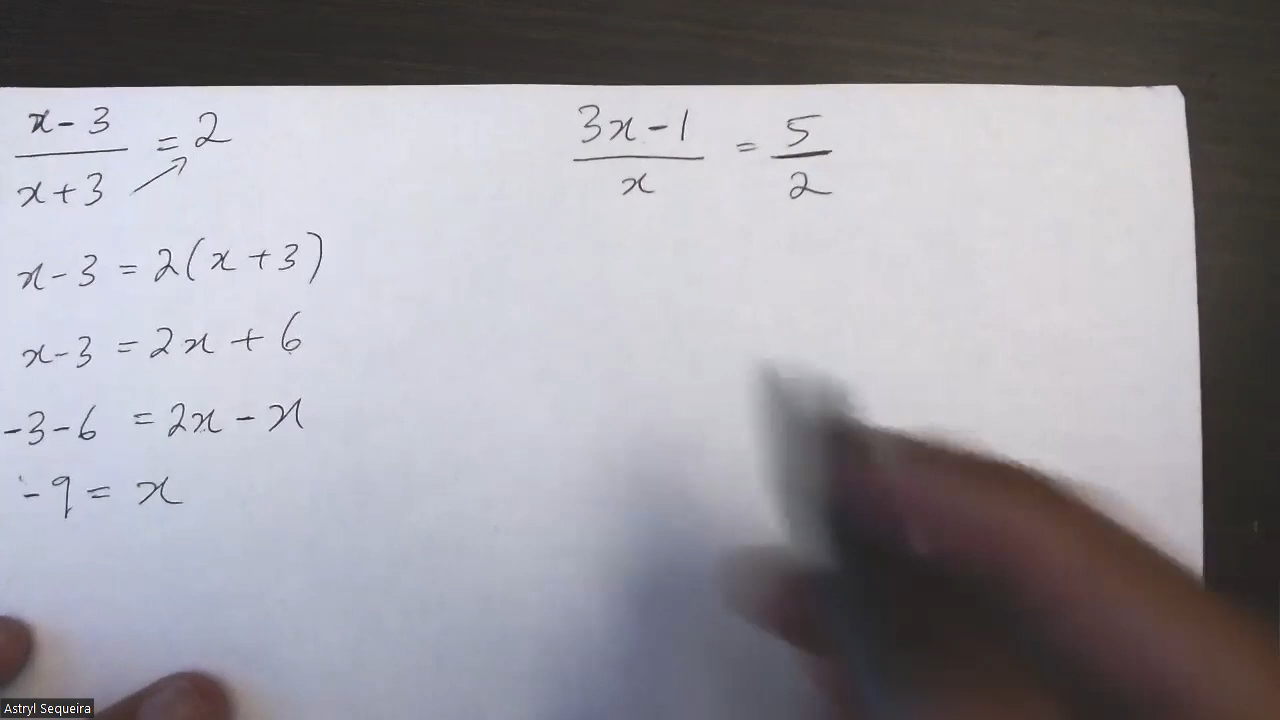 x-3/x+3 = 2
x-3 = 2(x+3)
x-3 = 2x + 6
-3-6 = 2x - x
-9 = x
3x-1/x = 5/2
Astryl Sequeira